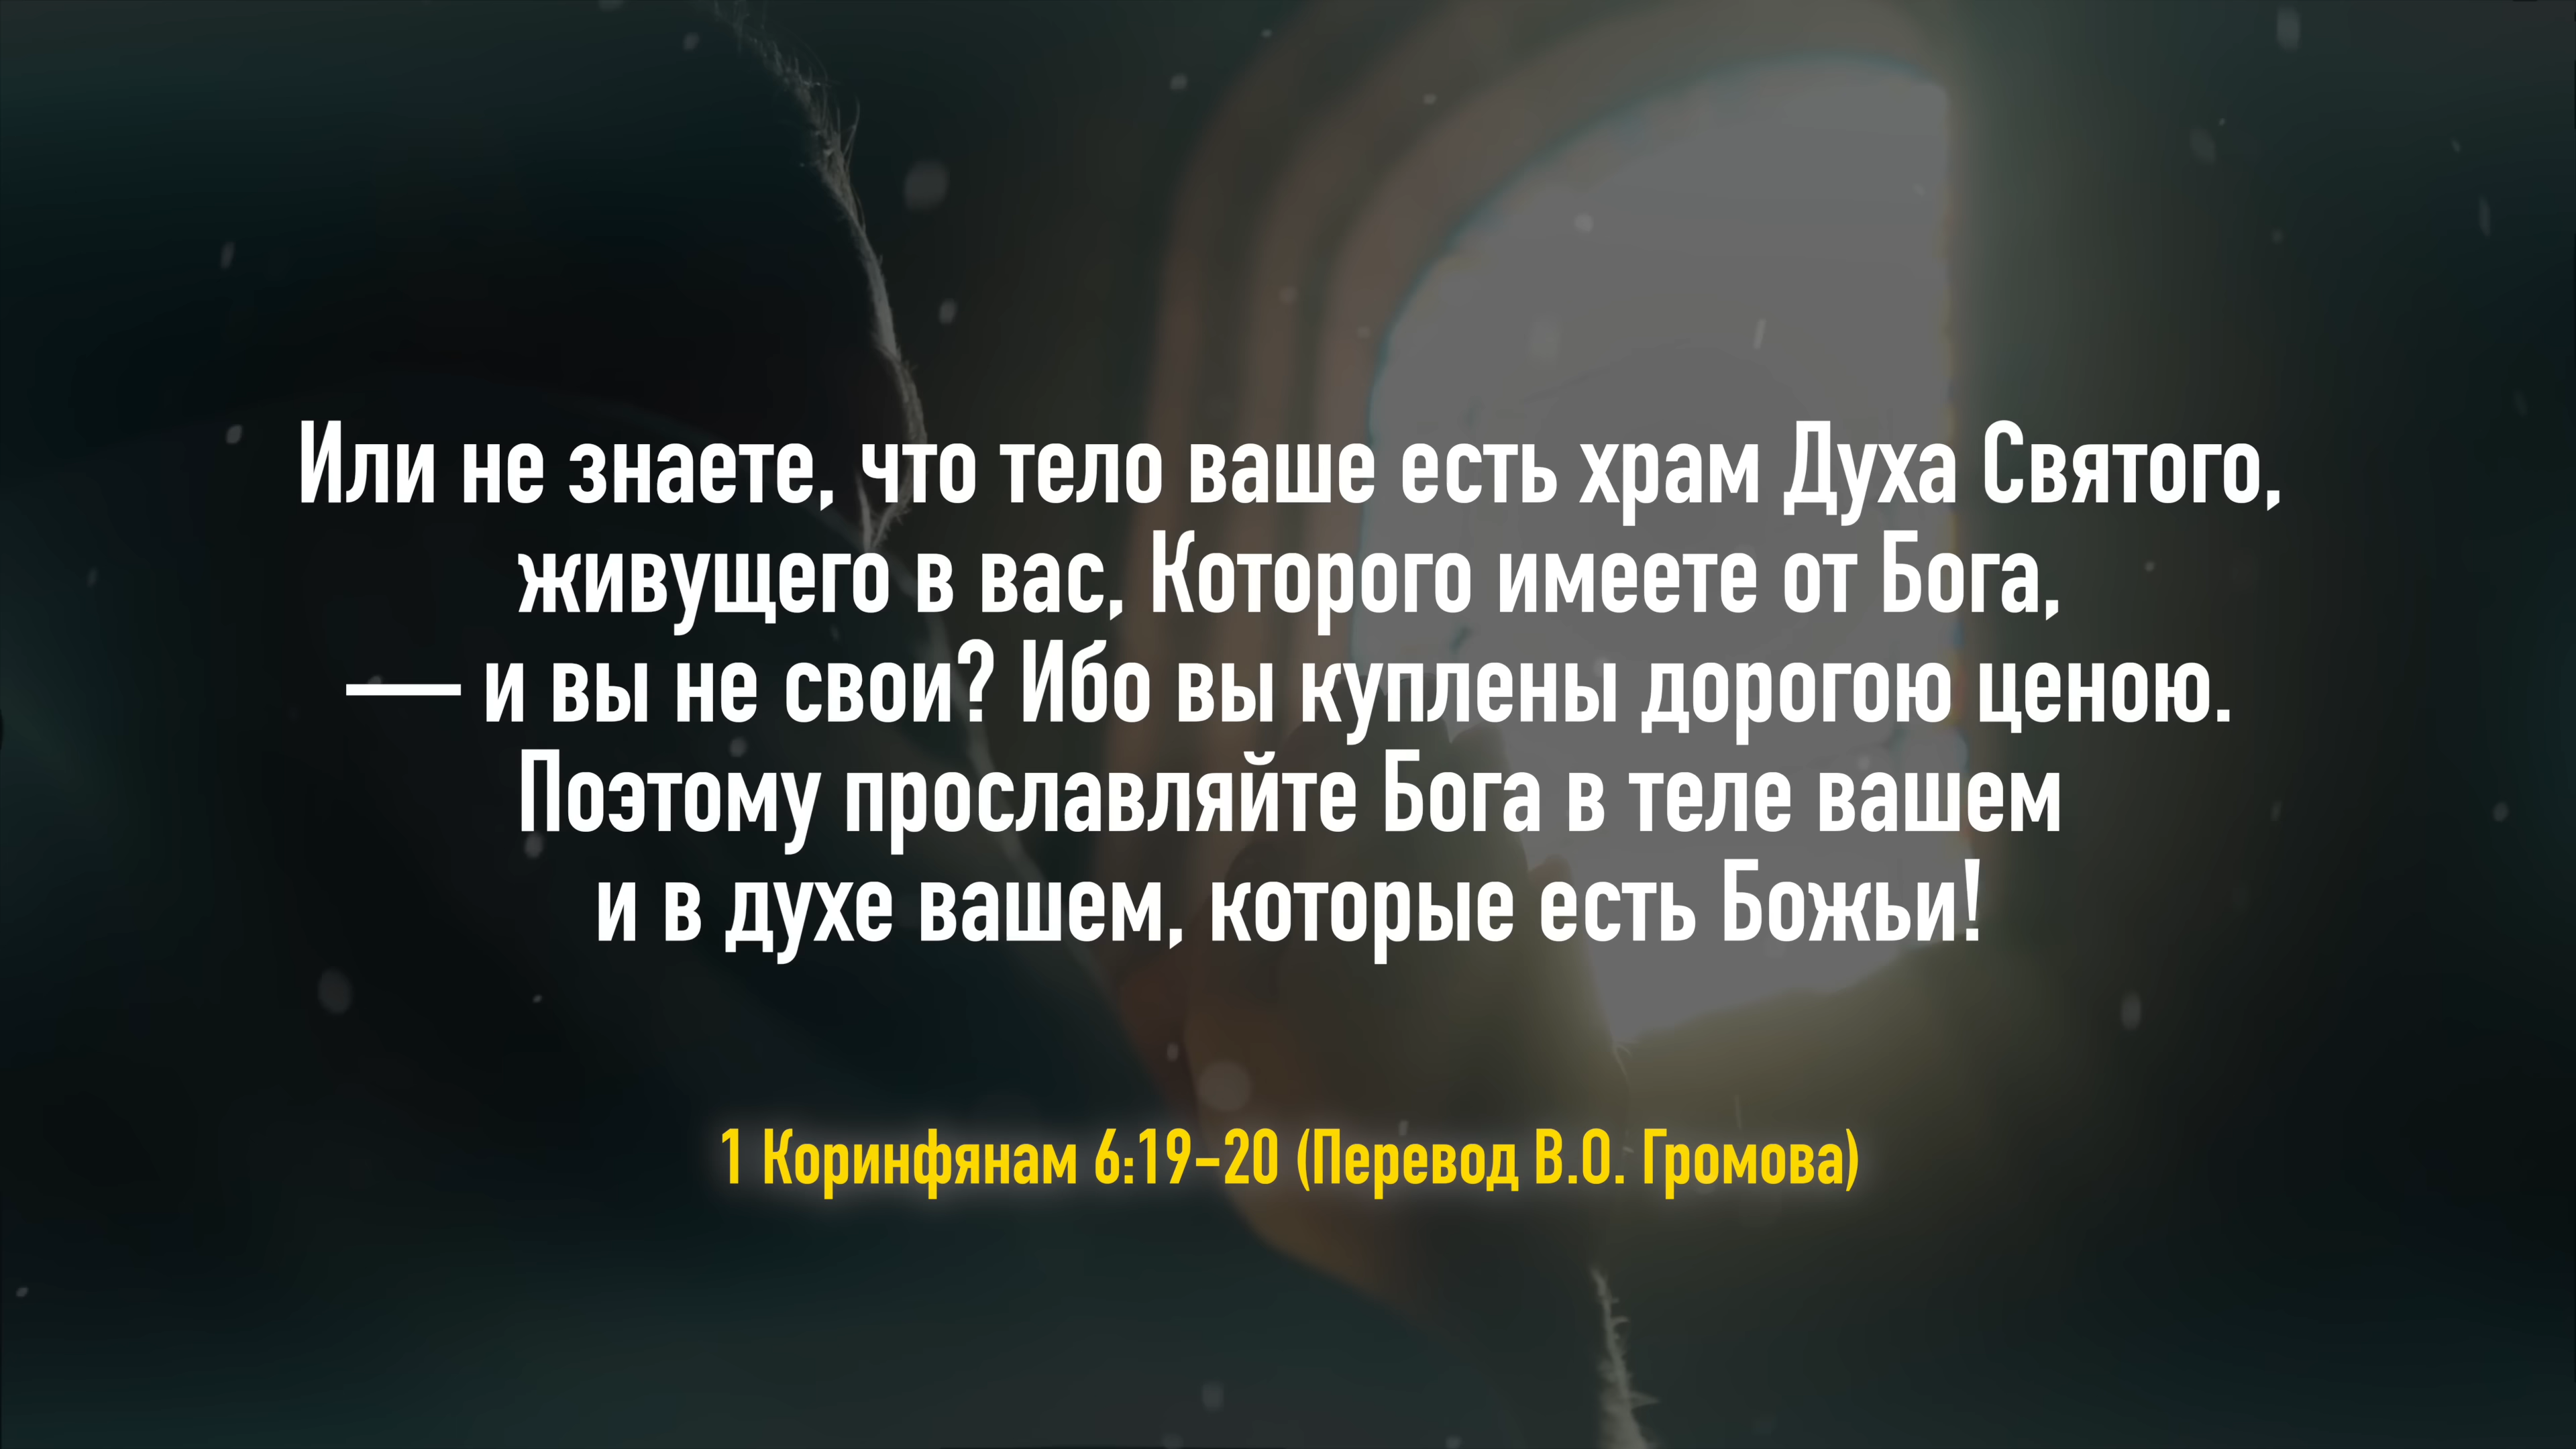 Или не знаете, что тело ваше есть храм Духа Святого,
живущего в вас, Которого имеете от Бога,
— и вы не свои? Ибо вы куплены дорогою ценою.
Поэтому прославляйте Бога в теле вашем
и в духе вашем, которые есть Божьи!
1 Коринфянам 6:19-20 (Перевод В.О. Громова)